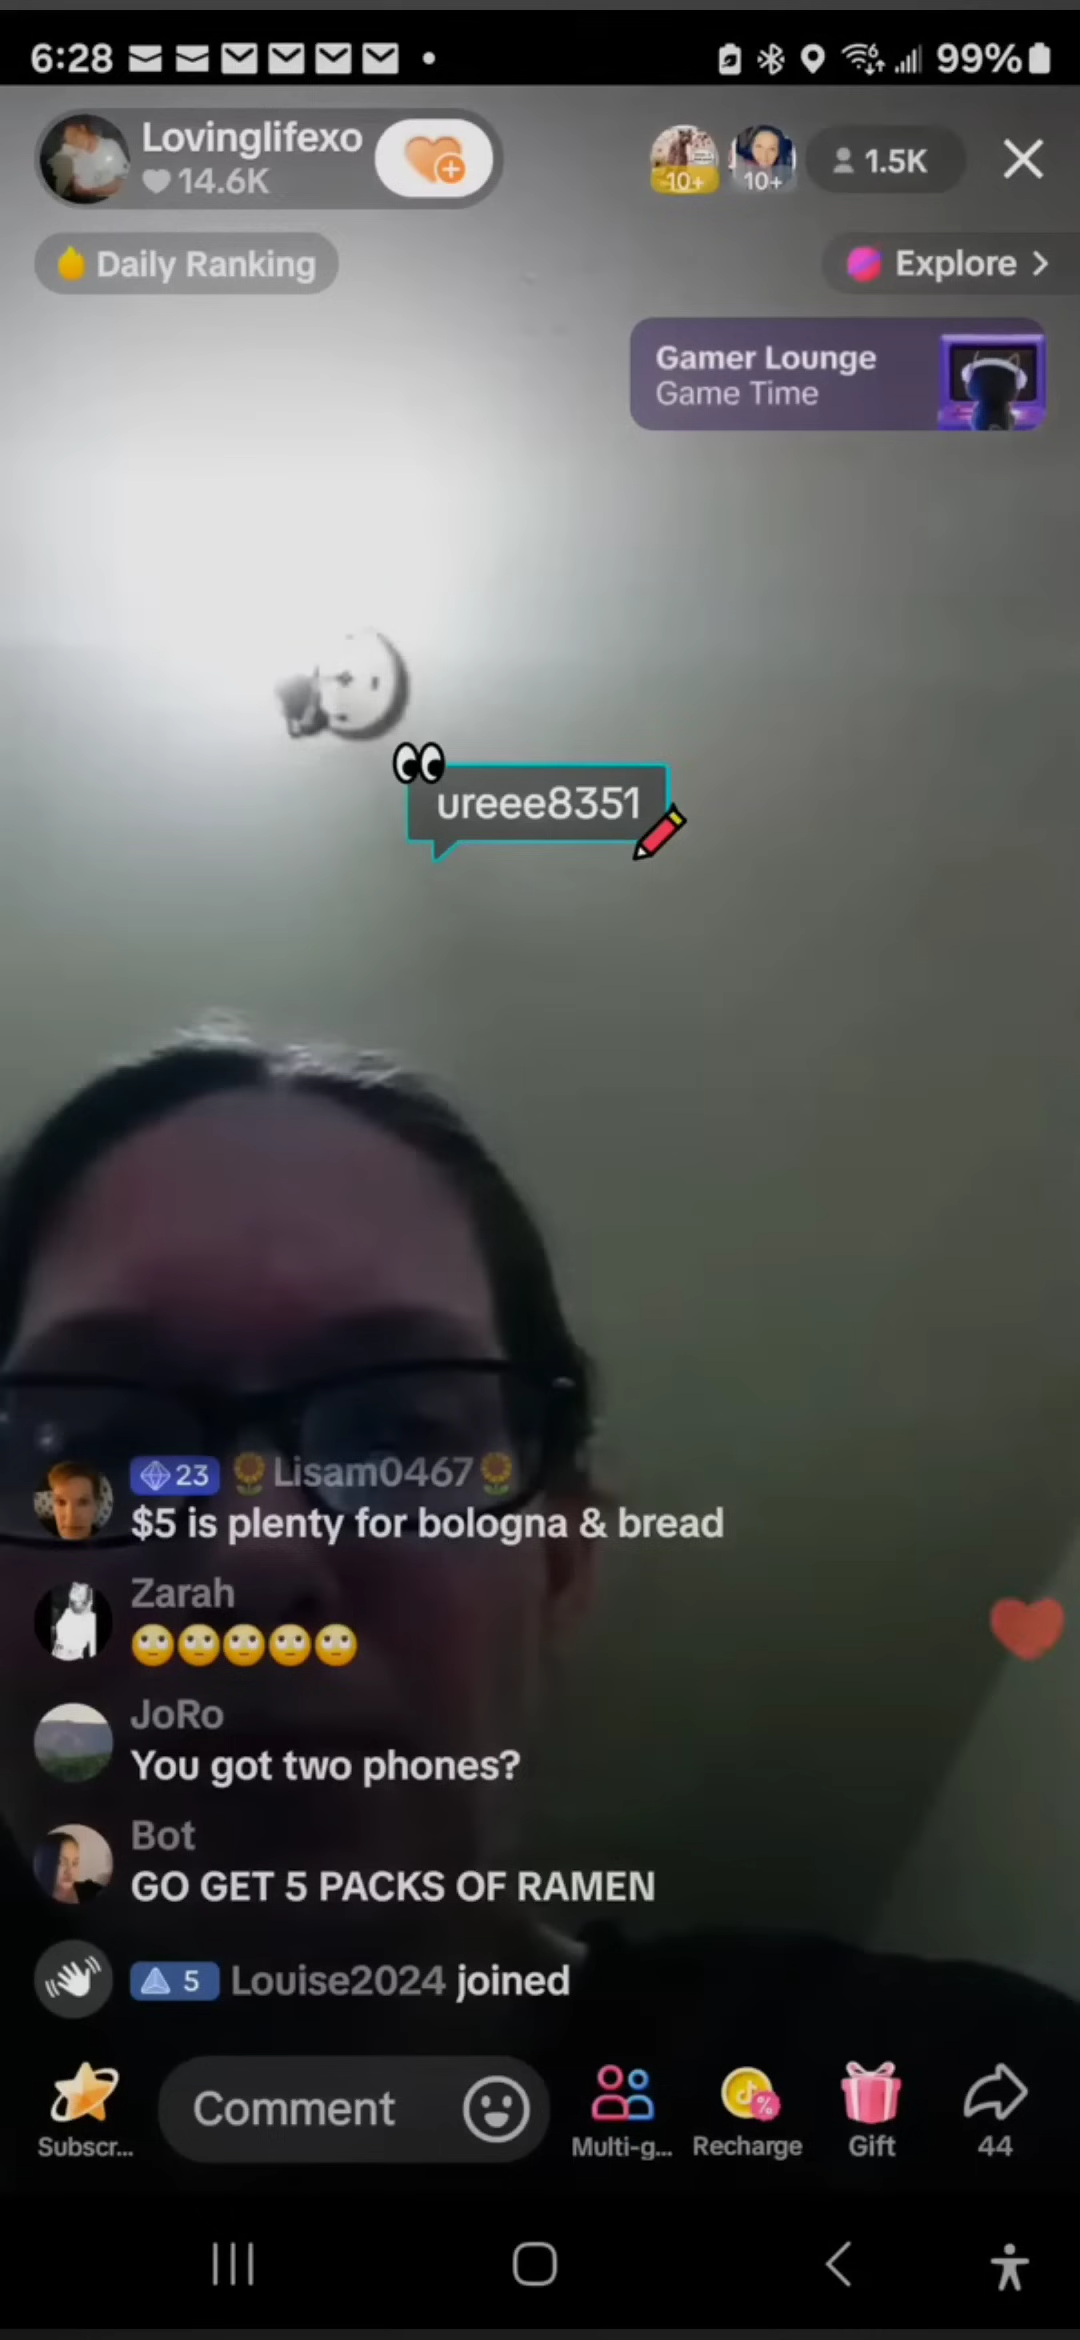 6:28
99%
Lovinglifexo
14.6K
10+
10+
1.5K
Daily Ranking
Explore >
Gamer Lounge
Game Time
ureee8351
23 🌻Lisam0467🌻
$5 is plenty for bologna & bread
Zarah
🙄🙄🙄🙄🙄
JoRo
You got two phones?
Bot
GO GET 5 PACKS OF RAMEN
5 Louise2024 joined
Comment
Subscr...
Multi-g...
Recharge
Gift
44